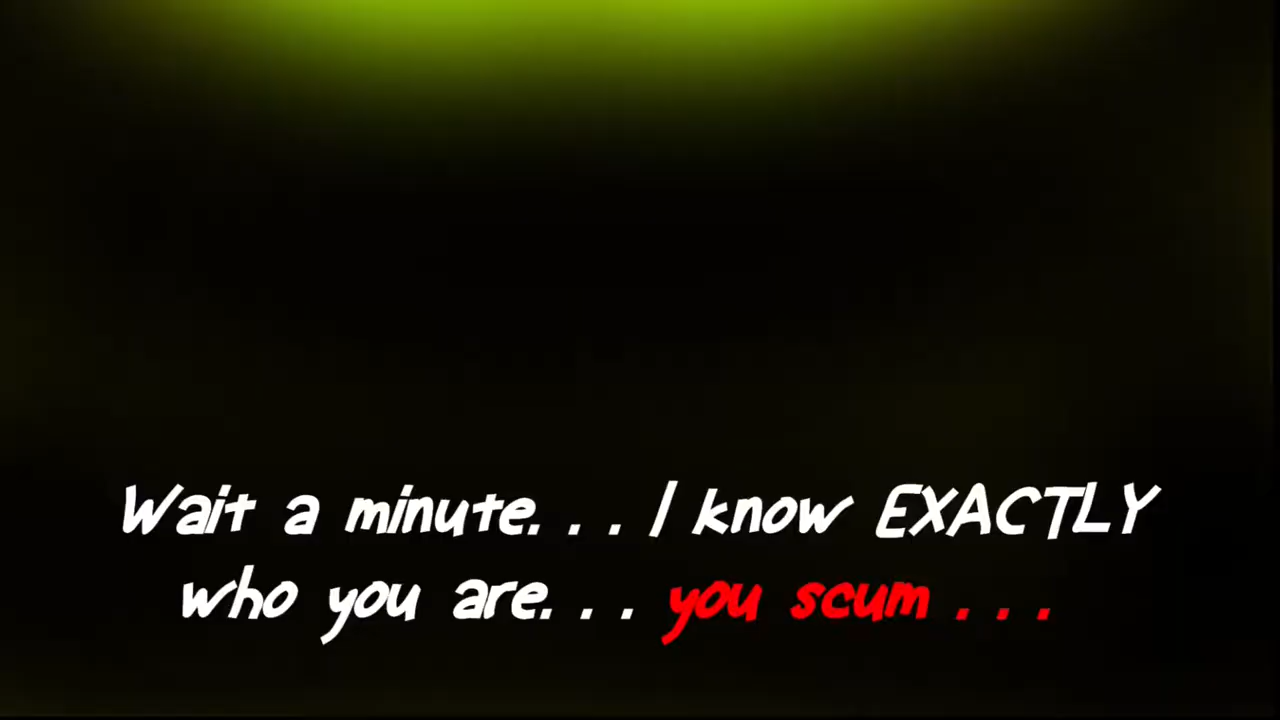 Wait a minute. . . I know EXACTLY
who you are. . . you scum . . .